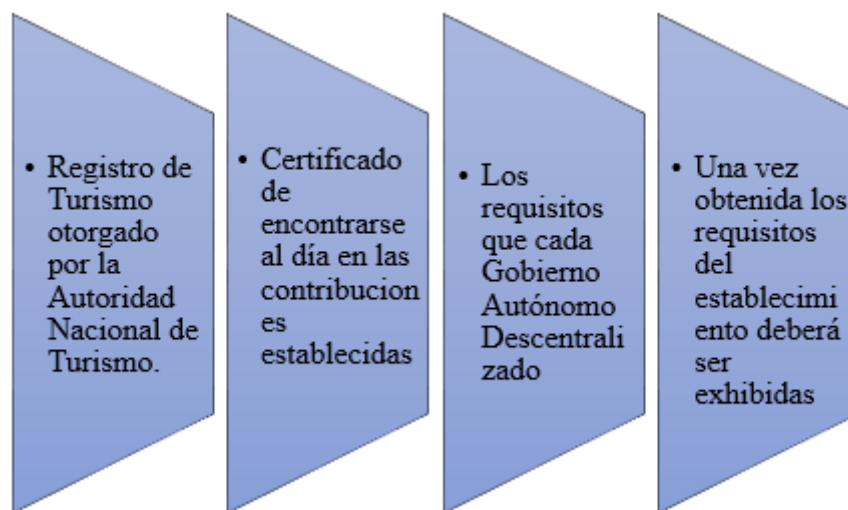 • Registro de
Turismo
otorgado
por la
Autoridad
Nacional de
Turismo.
• Certificado
de
encontrarse
al día en las
contribucion
es
establecidas
• Los
requisitos
que cada
Gobierno
Autónomo
Descentrali
zado
• Una vez
obtenida los
requisitos
del
establecimi
ento deberá
ser
exhibidas